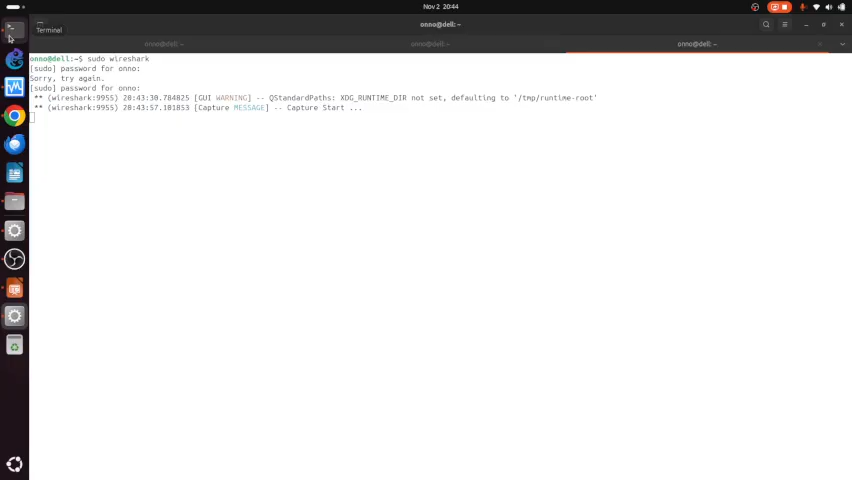 Nov 2 20:44
onno@dell: ~
Terminal
onno@dell: ~
onno@dell: ~
onno@dell: ~
onno@dell:~$ sudo wireshark
[sudo] password for onno:
Sorry, try again.
[sudo] password for onno:
** (wireshark:9955) 20:43:30.784025 [GUI WARNING] -- QStandardPaths: XDG_RUNTIME_DIR not set, defaulting to '/tmp/runtime-root'
** (wireshark:9955) 20:43:57.101853 [Capture MESSAGE] -- Capture Start ...